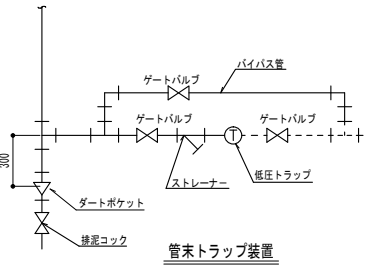 ゲートバルブ
バイパス管
ゲートバルブ
ゲートバルブ
T
300
ストレーナー
低圧トラップ
ダートポケット
排泥コック
管末トラップ装置